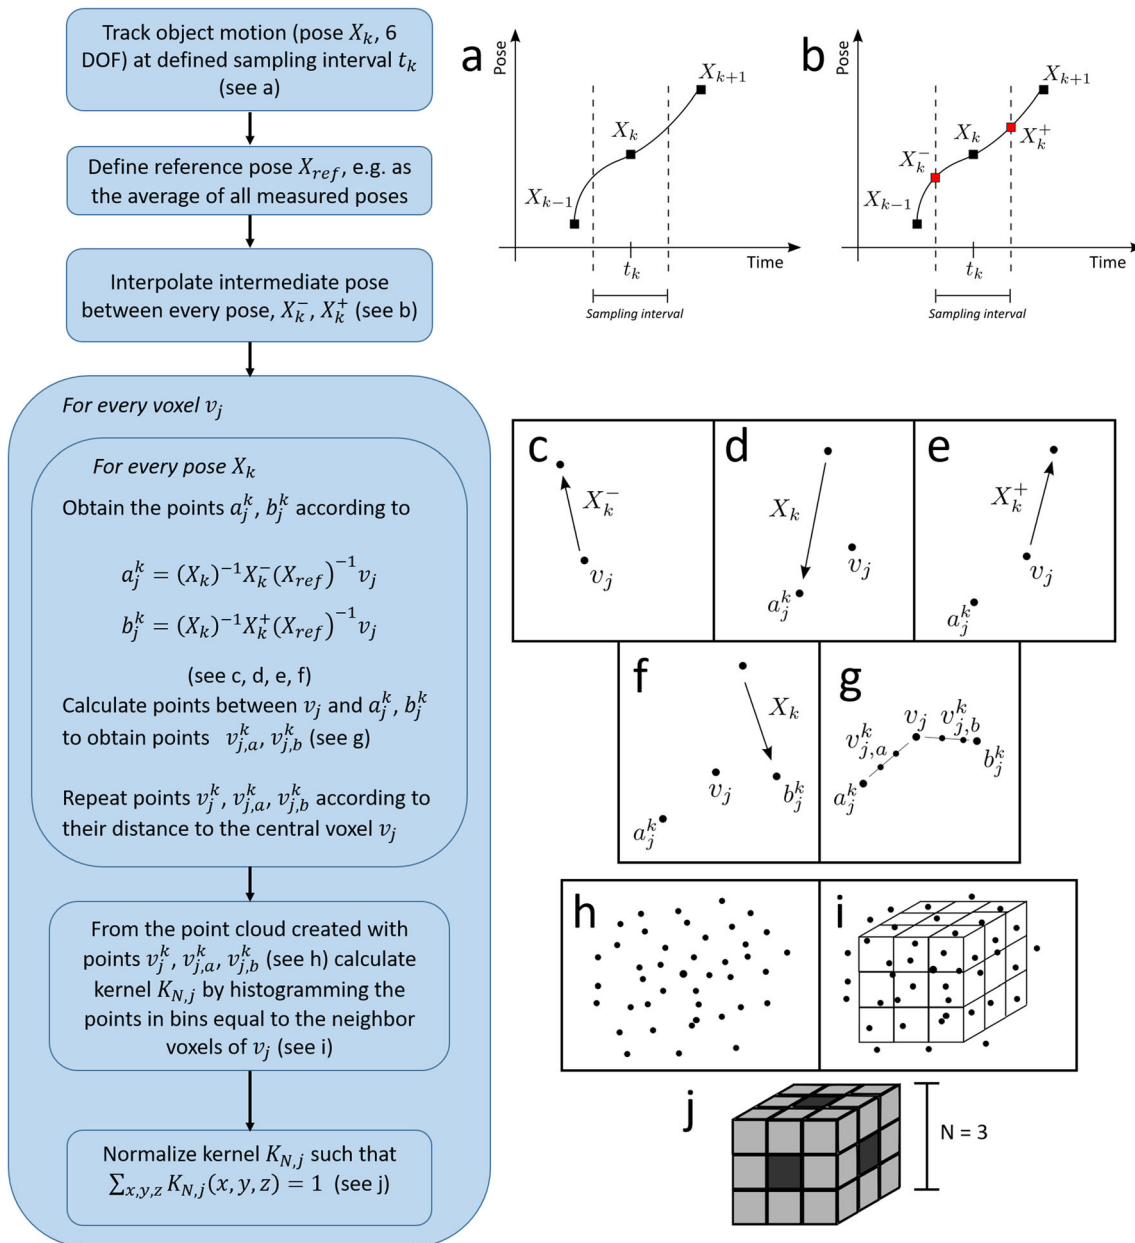 Track object motion (pose X_k, 6
DOF) at defined sampling interval t_k
(see a)
Define reference pose X_ref, e.g. as
the average of all measured poses
Interpolate intermediate pose
between every pose, X_k^-, X_k^+ (see b)
For every voxel v_j
For every pose X_k
Obtain the points a_j^k, b_j^k according to
a_j^k = (X_k)^{-1} X_k^- (X_ref)^{-1} v_j
b_j^k = (X_k)^{-1} X_k^+ (X_ref)^{-1} v_j
(see c, d, e, f)
Calculate points between v_j and a_j^k, b_j^k
to obtain points v_{j,a}^k, v_{j,b}^k (see g)
Repeat points v_j^k, v_{j,a}^k, v_{j,b}^k according to
their distance to the central voxel v_j
From the point cloud created with
points v_j^k, v_{j,a}^k, v_{j,b}^k (see h) calculate
kernel K_{N,j} by histogramming the
points in bins equal to the neighbor
voxels of v_j (see i)
Normalize kernel K_{N,j} such that
∑_{x,y,z} K_{N,j}(x, y, z) = 1 (see j)
a
Pose
X_{k+1}
X_k
X_{k-1}
Time
t_k
Sampling interval
b
Pose
X_{k+1}
X_k
X_k^+
X_k^-
X_{k-1}
Time
t_k
Sampling interval
c
X_k^-
v_j
d
X_k
v_j
a_j^k
e
X_k^+
v_j
a_j^k
f
X_k
v_j
b_j^k
a_j^k
g
v_j
v_{j,b}^k
v_{j,a}^k
b_j^k
a_j^k
h
i
j
N = 3